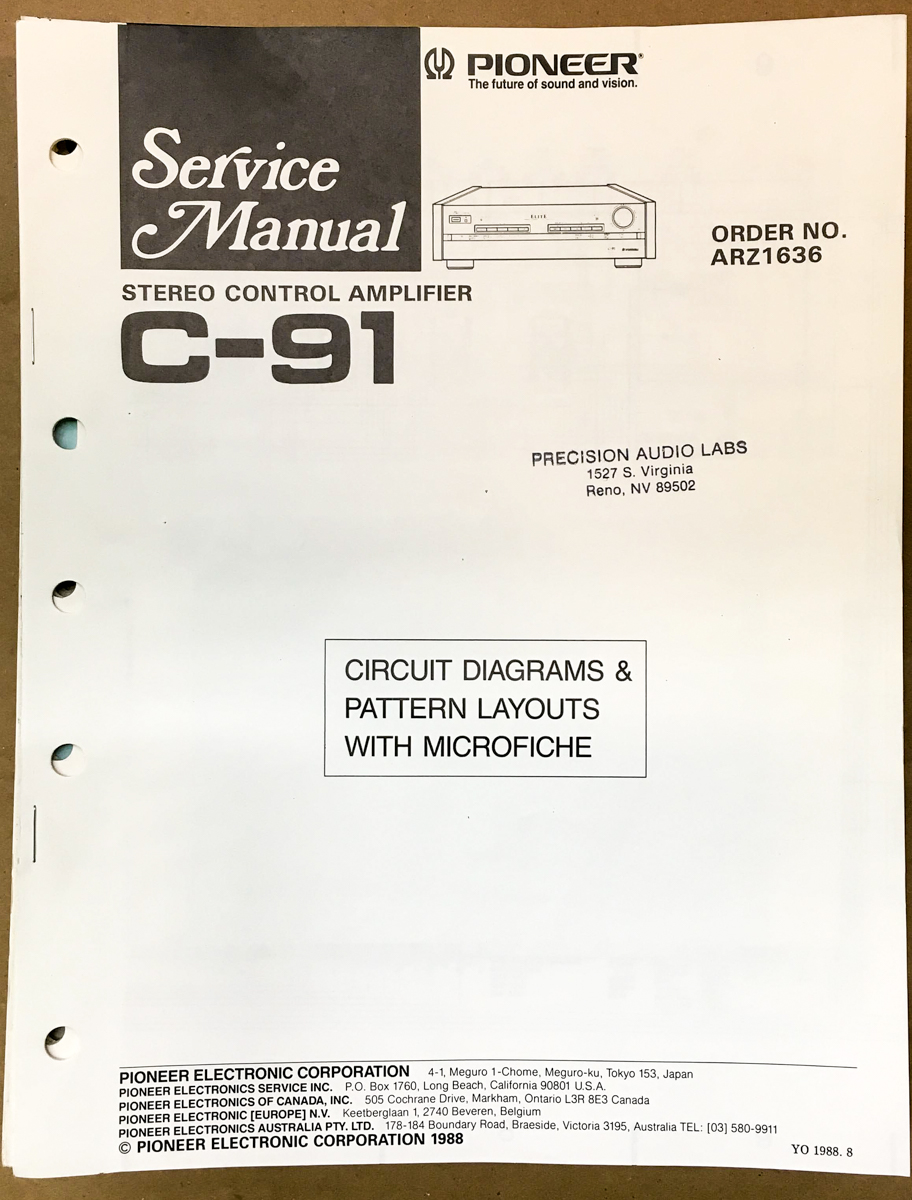 PIONEER®
The future of sound and vision.
Service
Manual
ELITE
ORDER NO.
ARZ1636
STEREO CONTROL AMPLIFIER
C-91
PRECISION AUDIO LABS
1527 S. Virginia
Reno, NV 89502
CIRCUIT DIAGRAMS &
PATTERN LAYOUTS
WITH MICROFICHE
PIONEER ELECTRONIC CORPORATION 4-1, Meguro 1-Chome, Meguro-ku, Tokyo 153, Japan
PIONEER ELECTRONICS SERVICE INC. P.O. Box 1760, Long Beach, California 90801 U.S.A.
PIONEER ELECTRONICS OF CANADA, INC. 505 Cochrane Drive, Markham, Ontario L3R 8E3 Canada
PIONEER ELECTRONIC [EUROPE] N.V. Keetberglaan 1, 2740 Beveren, Belgium
PIONEER ELECTRONICS AUSTRALIA PTY. LTD. 178-184 Boundary Road, Braeside, Victoria 3195, Australia TEL: [03] 580-9911
© PIONEER ELECTRONIC CORPORATION 1988
YO 1988. 8